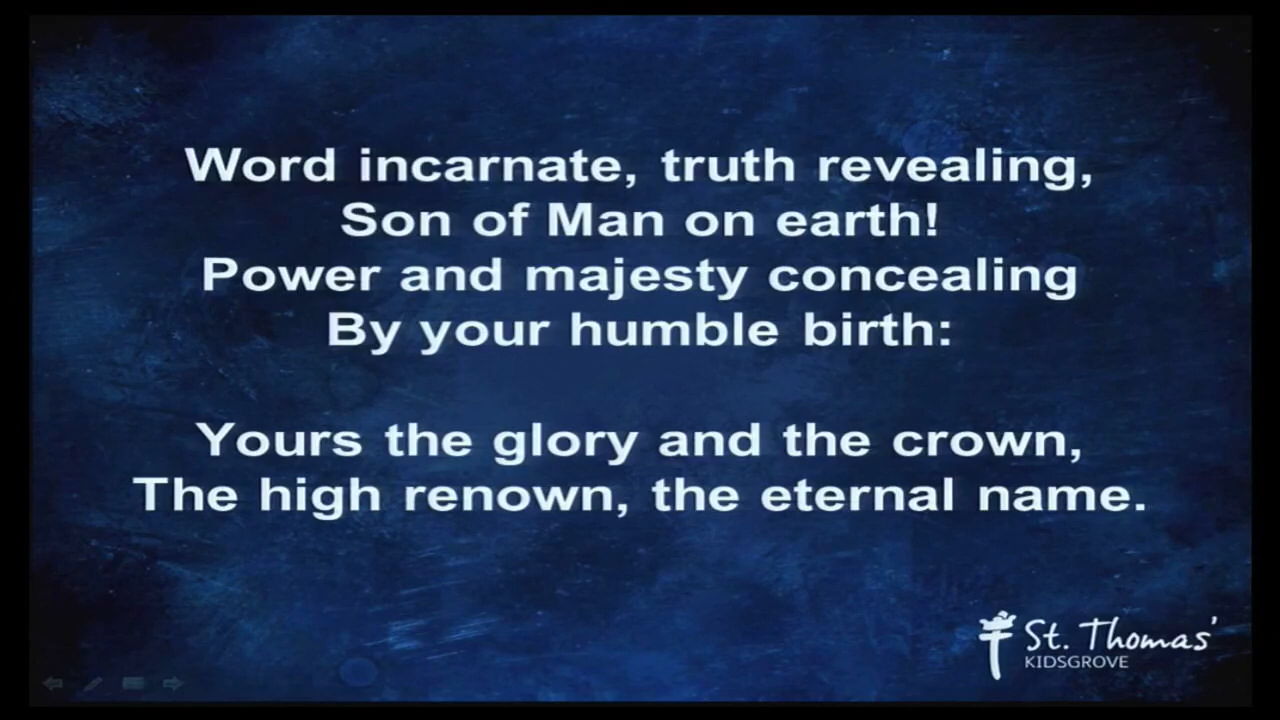 Word incarnate, truth revealing,
Son of Man on earth!
Power and majesty concealing
By your humble birth:
Yours the glory and the crown,
The high renown, the eternal name.
St. Thomas'
KIDSGROVE